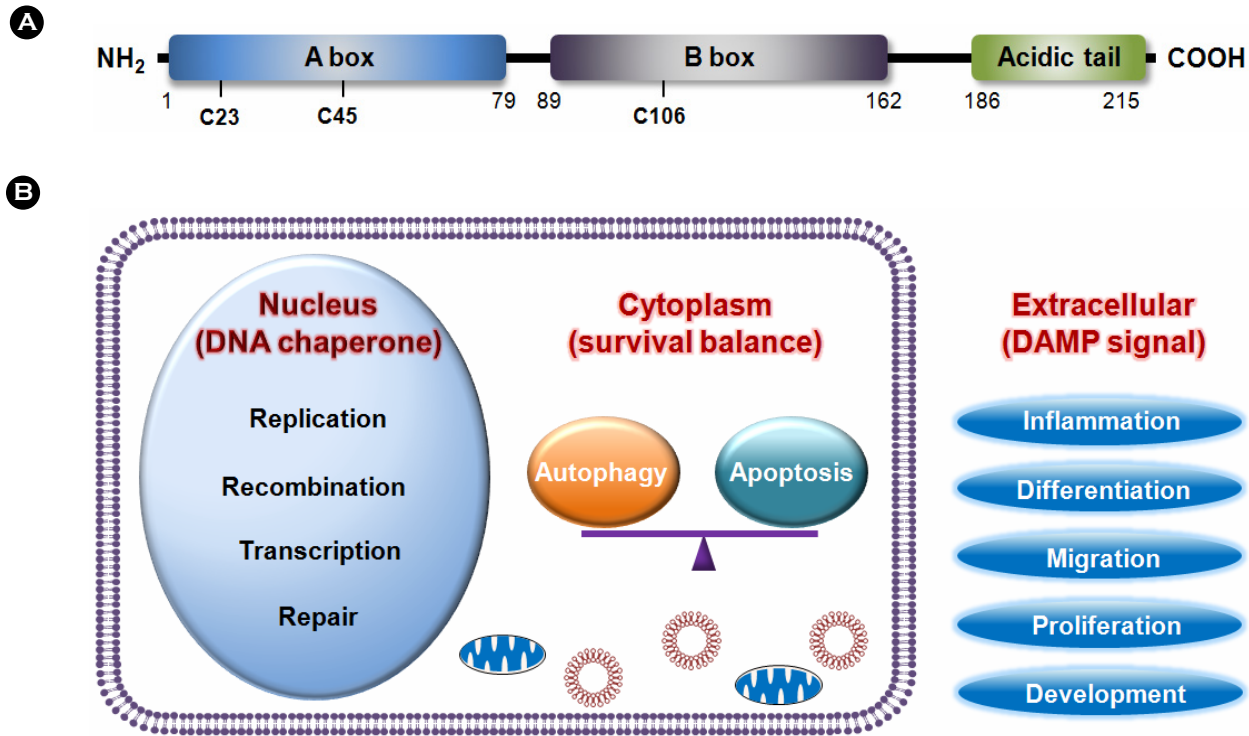 A
NH2 A box B box Acidic tail COOH
1 79 89 162 186 215
C23 C45 C106
B
Nucleus
(DNA chaperone)
Replication
Recombination
Transcription
Repair
Cytoplasm
(survival balance)
Autophagy Apoptosis
Extracellular
(DAMP signal)
Inflammation
Differentiation
Migration
Proliferation
Development